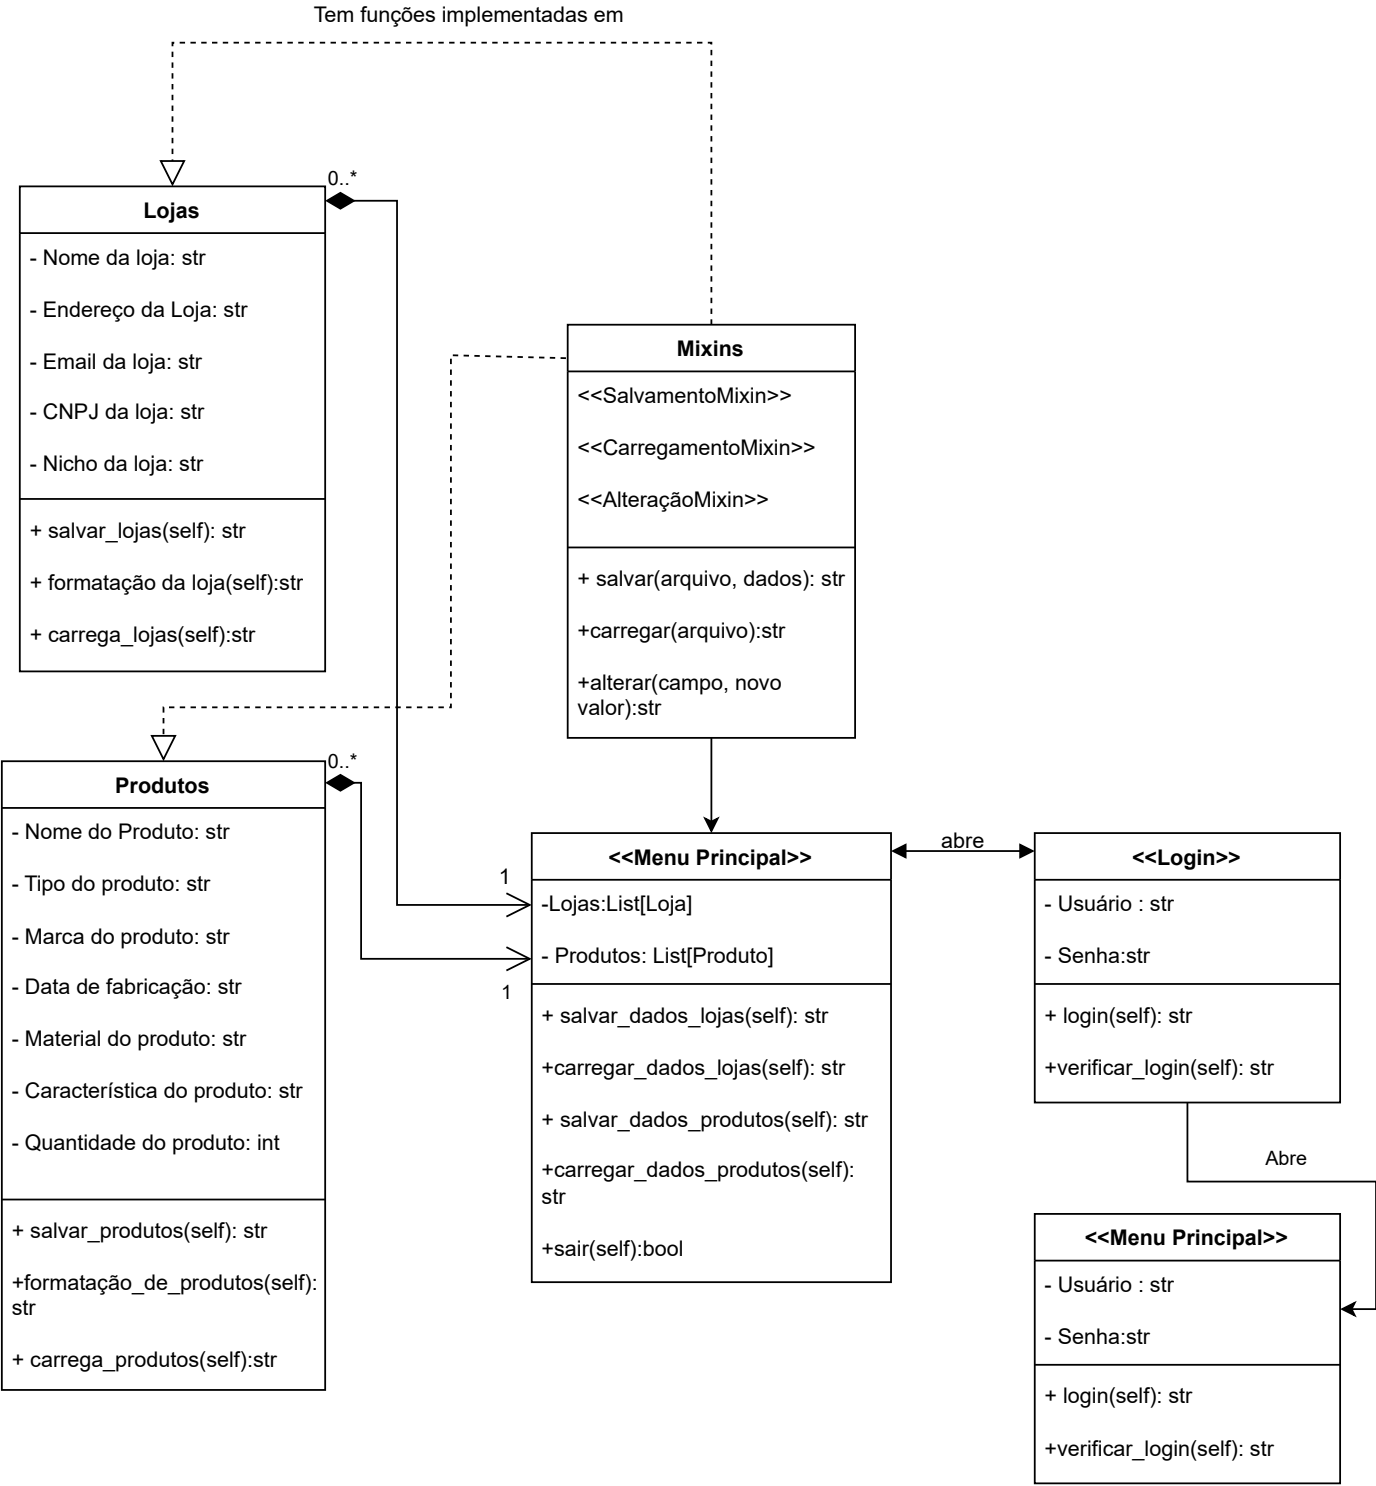 Tem funções implementadas em
0..*
Lojas
- Nome da loja: str
- Endereço da Loja: str
- Email da loja: str
- CNPJ da loja: str
- Nicho da loja: str
+ salvar_lojas(self): str
+ formatação da loja(self):str
+ carrega_lojas(self):str
Mixins
<<SalvamentoMixin>>
<<CarregamentoMixin>>
<<AlteraçãoMixin>>
+ salvar(arquivo, dados): str
+carregar(arquivo):str
+alterar(campo, novo
valor):str
0..*
Produtos
- Nome do Produto: str
- Tipo do produto: str
- Marca do produto: str
- Data de fabricação: str
- Material do produto: str
- Característica do produto: str
- Quantidade do produto: int
+ salvar_produtos(self): str
+formatação_de_produtos(self):
str
+ carrega_produtos(self):str
1
1
<<Menu Principal>>
-Lojas:List[Loja]
- Produtos: List[Produto]
+ salvar_dados_lojas(self): str
+carregar_dados_lojas(self): str
+ salvar_dados_produtos(self): str
+carregar_dados_produtos(self):
str
+sair(self):bool
abre
<<Login>>
- Usuário : str
- Senha:str
+ login(self): str
+verificar_login(self): str
Abre
<<Menu Principal>>
- Usuário : str
- Senha:str
+ login(self): str
+verificar_login(self): str